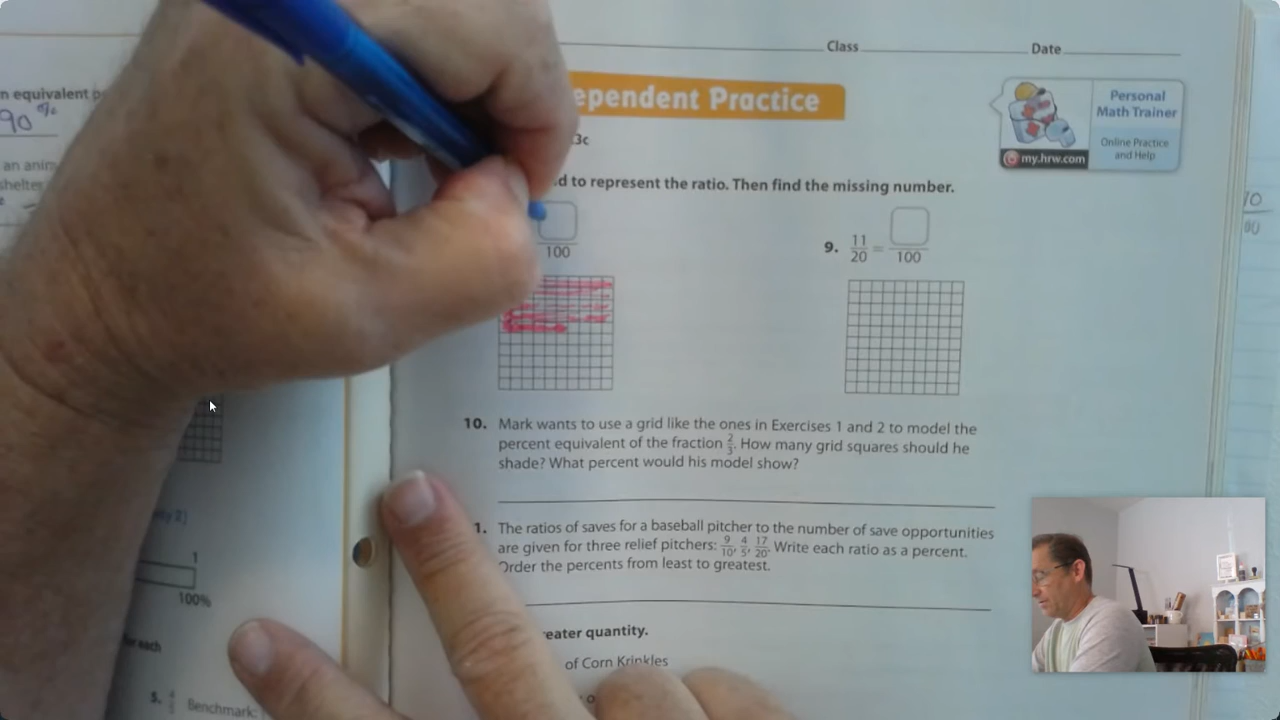 Class Date
n equivalent
90 %
ependent Practice
Personal
Math Trainer
Online Practice
and Help
my.hrw.com
3c
an anim
shelter
d to represent the ratio. Then find the missing number.
100
9. 11/20 = /100
10. Mark wants to use a grid like the ones in Exercises 1 and 2 to model the
percent equivalent of the fraction 2/3. How many grid squares should he
shade? What percent would his model show?
1. The ratios of saves for a baseball pitcher to the number of save opportunities
are given for three relief pitchers: 9/10, 4/5, 17/20. Write each ratio as a percent.
Order the percents from least to greatest.
1
100%
eater quantity.
of Corn Krinkles
each
5. Benchmark: